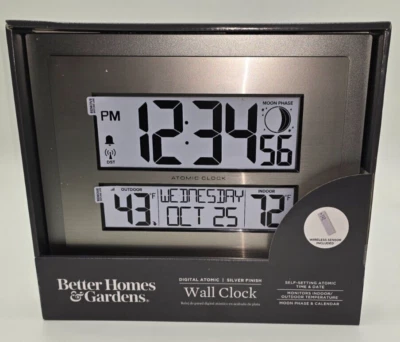 MOON PHASE
PM
12:34
56
DST
ATOMIC CLOCK
OUTDOOR
INDOOR
43°F
WEDNESDAY
OCT 25
72°F
WIRELESS SENSOR
INCLUDED
Better Homes
& Gardens®
DIGITAL ATOMIC | SILVER FINISH
Wall Clock
SELF-SETTING ATOMIC
TIME & DATE
MONITORS INDOOR/
OUTDOOR TEMPERATURE
MOON PHASE & CALENDAR